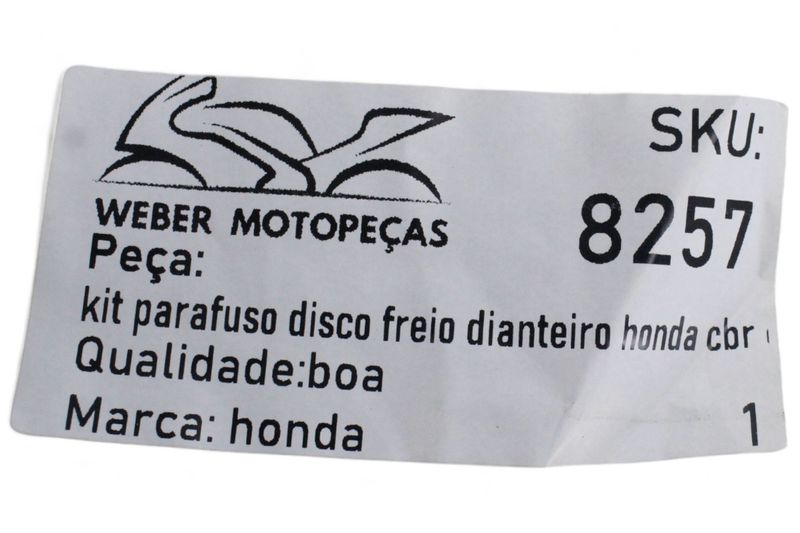 SKU:
WEBER MOTOPEÇAS
8257
Peça:
kit parafuso disco freio dianteiro honda cbr
Qualidade:boa
Marca: honda
1